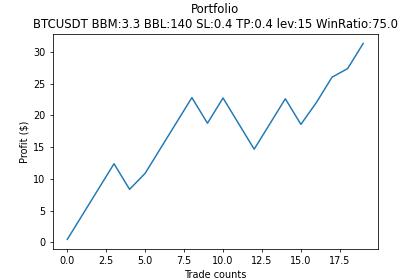 Portfolio
BTCUSDT BBM:3.3 BBL:140 SL:0.4 TP:0.4 lev:15 WinRatio:75.0
30
25
20
15
10
5
0
Profit ($)
0.0 2.5 5.0 7.5 10.0 12.5 15.0 17.5
Trade counts